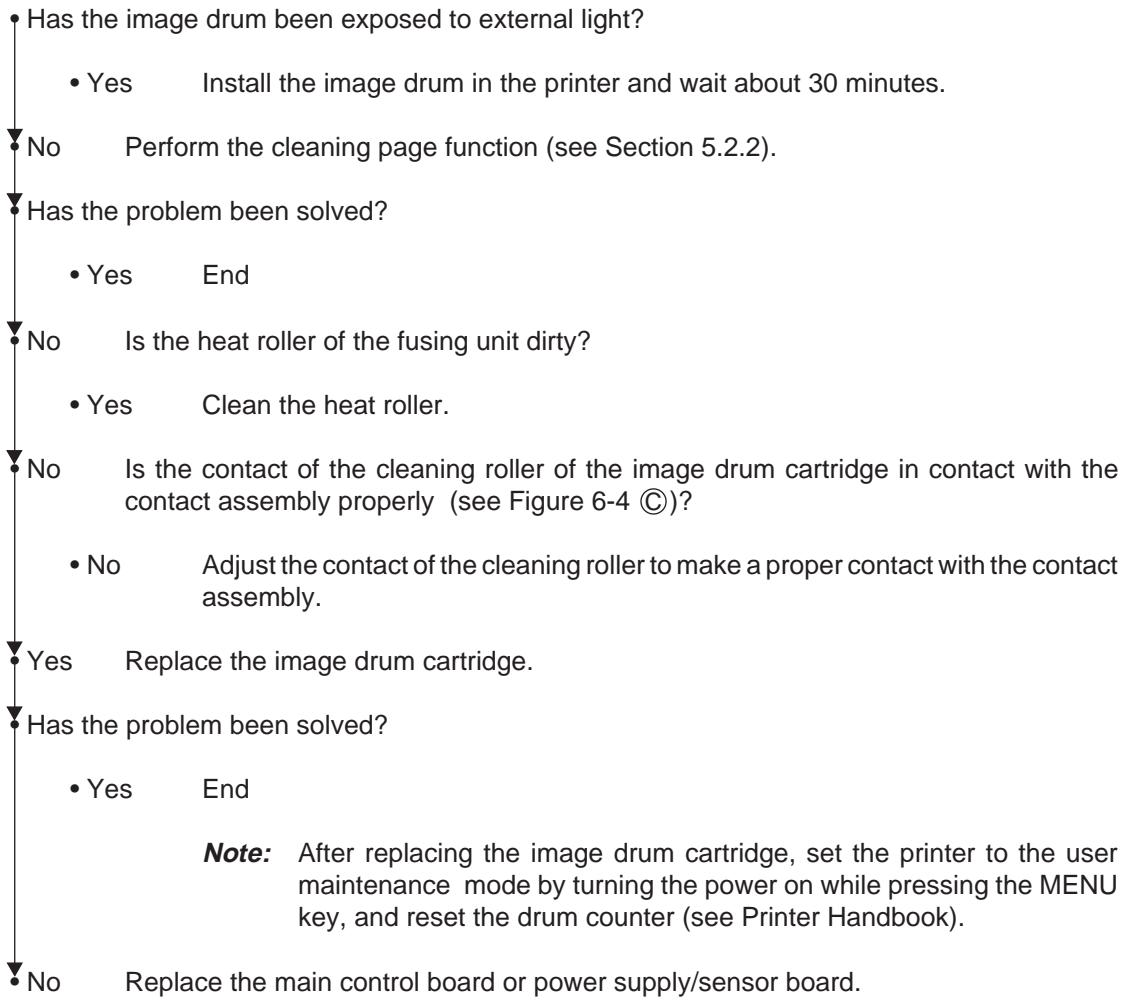 • Has the image drum been exposed to external light?
• Yes Install the image drum in the printer and wait about 30 minutes.
• No Perform the cleaning page function (see Section 5.2.2).
• Has the problem been solved?
• Yes End
• No Is the heat roller of the fusing unit dirty?
• Yes Clean the heat roller.
• No Is the contact of the cleaning roller of the image drum cartridge in contact with the
contact assembly properly (see Figure 6-4 Ⓒ)?
• No Adjust the contact of the cleaning roller to make a proper contact with the contact
assembly.
• Yes Replace the image drum cartridge.
• Has the problem been solved?
• Yes End
Note: After replacing the image drum cartridge, set the printer to the user
maintenance mode by turning the power on while pressing the MENU
key, and reset the drum counter (see Printer Handbook).
• No Replace the main control board or power supply/sensor board.